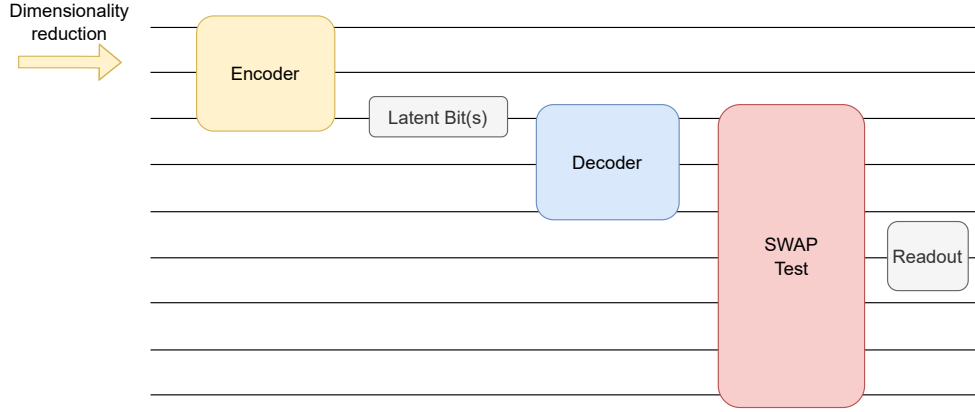 Dimensionality
reduction
Encoder
Latent Bit(s)
Decoder
SWAP
Test
Readout